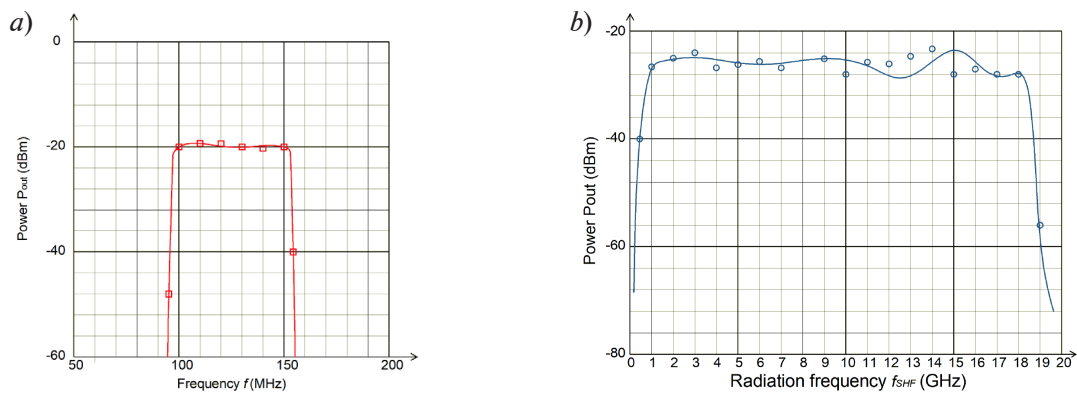 a)
0
-20
-40
-60
Power Pout (dBm)
50 100 150 200
Frequency f (MHz)
b)
-20
-40
-60
-80
Power Pout (dBm)
0 1 2 3 4 5 6 7 8 9 10 11 12 13 14 15 16 17 18 19 20
Radiation frequency fSHF (GHz)